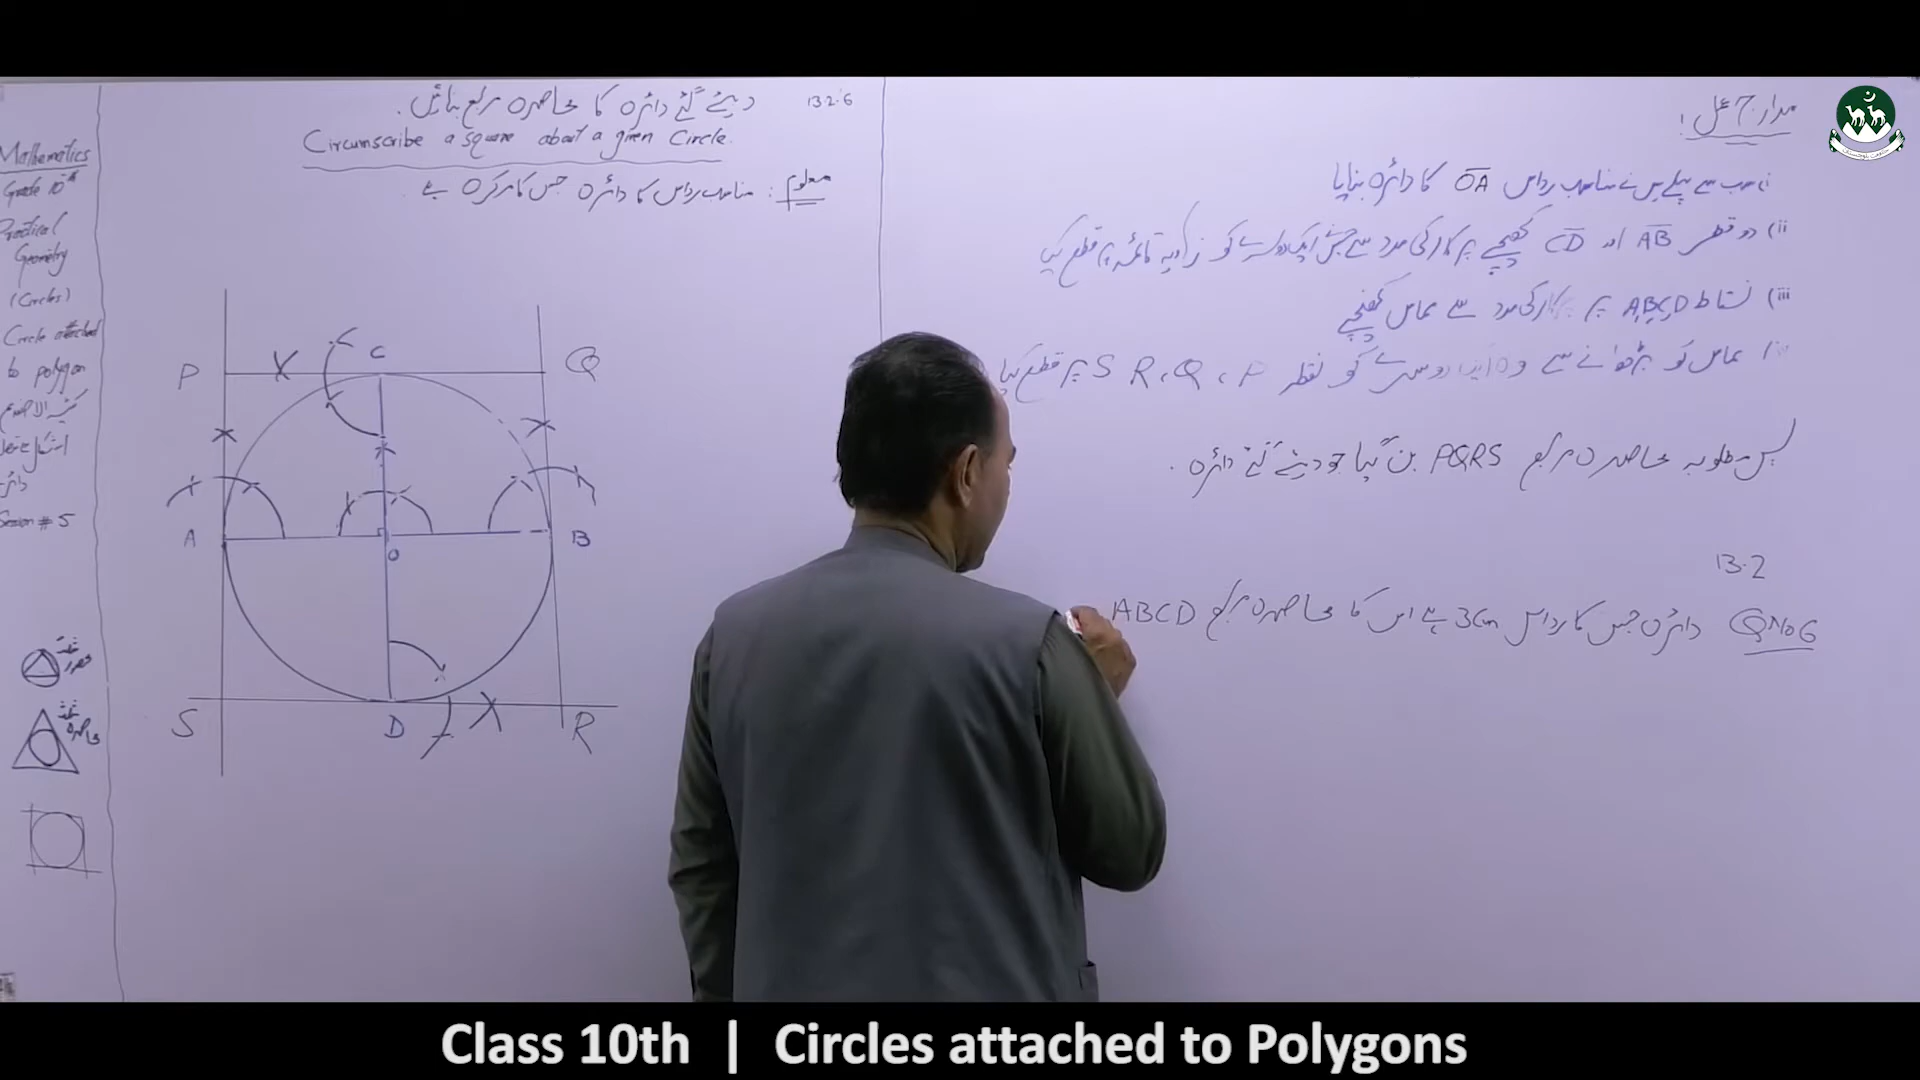 Mathematics
Grade 10th
Practical
Geometry
(Circles)
Circle attached
to polygon
Session # 5
13.2.6
دیئے گئے دائرہ کا محاصرہ مربع بنائیں۔
Circumscribe a square about a given Circle.
معلوم: مناسب رداس کا دائرہ جس کا مرکز O ہے
P
C
Q
A
O
B
S
D
R
مدارج عمل:
i) سب سے پہلے میں نے مناسب رداس OA کا دائرہ بنایا
ii) دو قطر AB اور CD کھینچے پرکار کی مدد سے جس نے ایک دوسرے کو زاویہ قائمہ پر قطع کیا
iii) نقاط A,B,C,D پر پرکار کی مدد سے مماس کھینچے
عماس کو بڑھانے سے وہ ایک دوسرے کو نقطہ P ، Q ، R S پر قطع کیا
پس مطلوبہ محاصرہ مربع PQRS بن گیا جو دیئے گئے دائرہ ۔
13.2
Q No 6 دائرہ جس کا رداس 3cm ہے اس کا محاصرہ مربع ABCD
Class 10th | Circles attached to Polygons